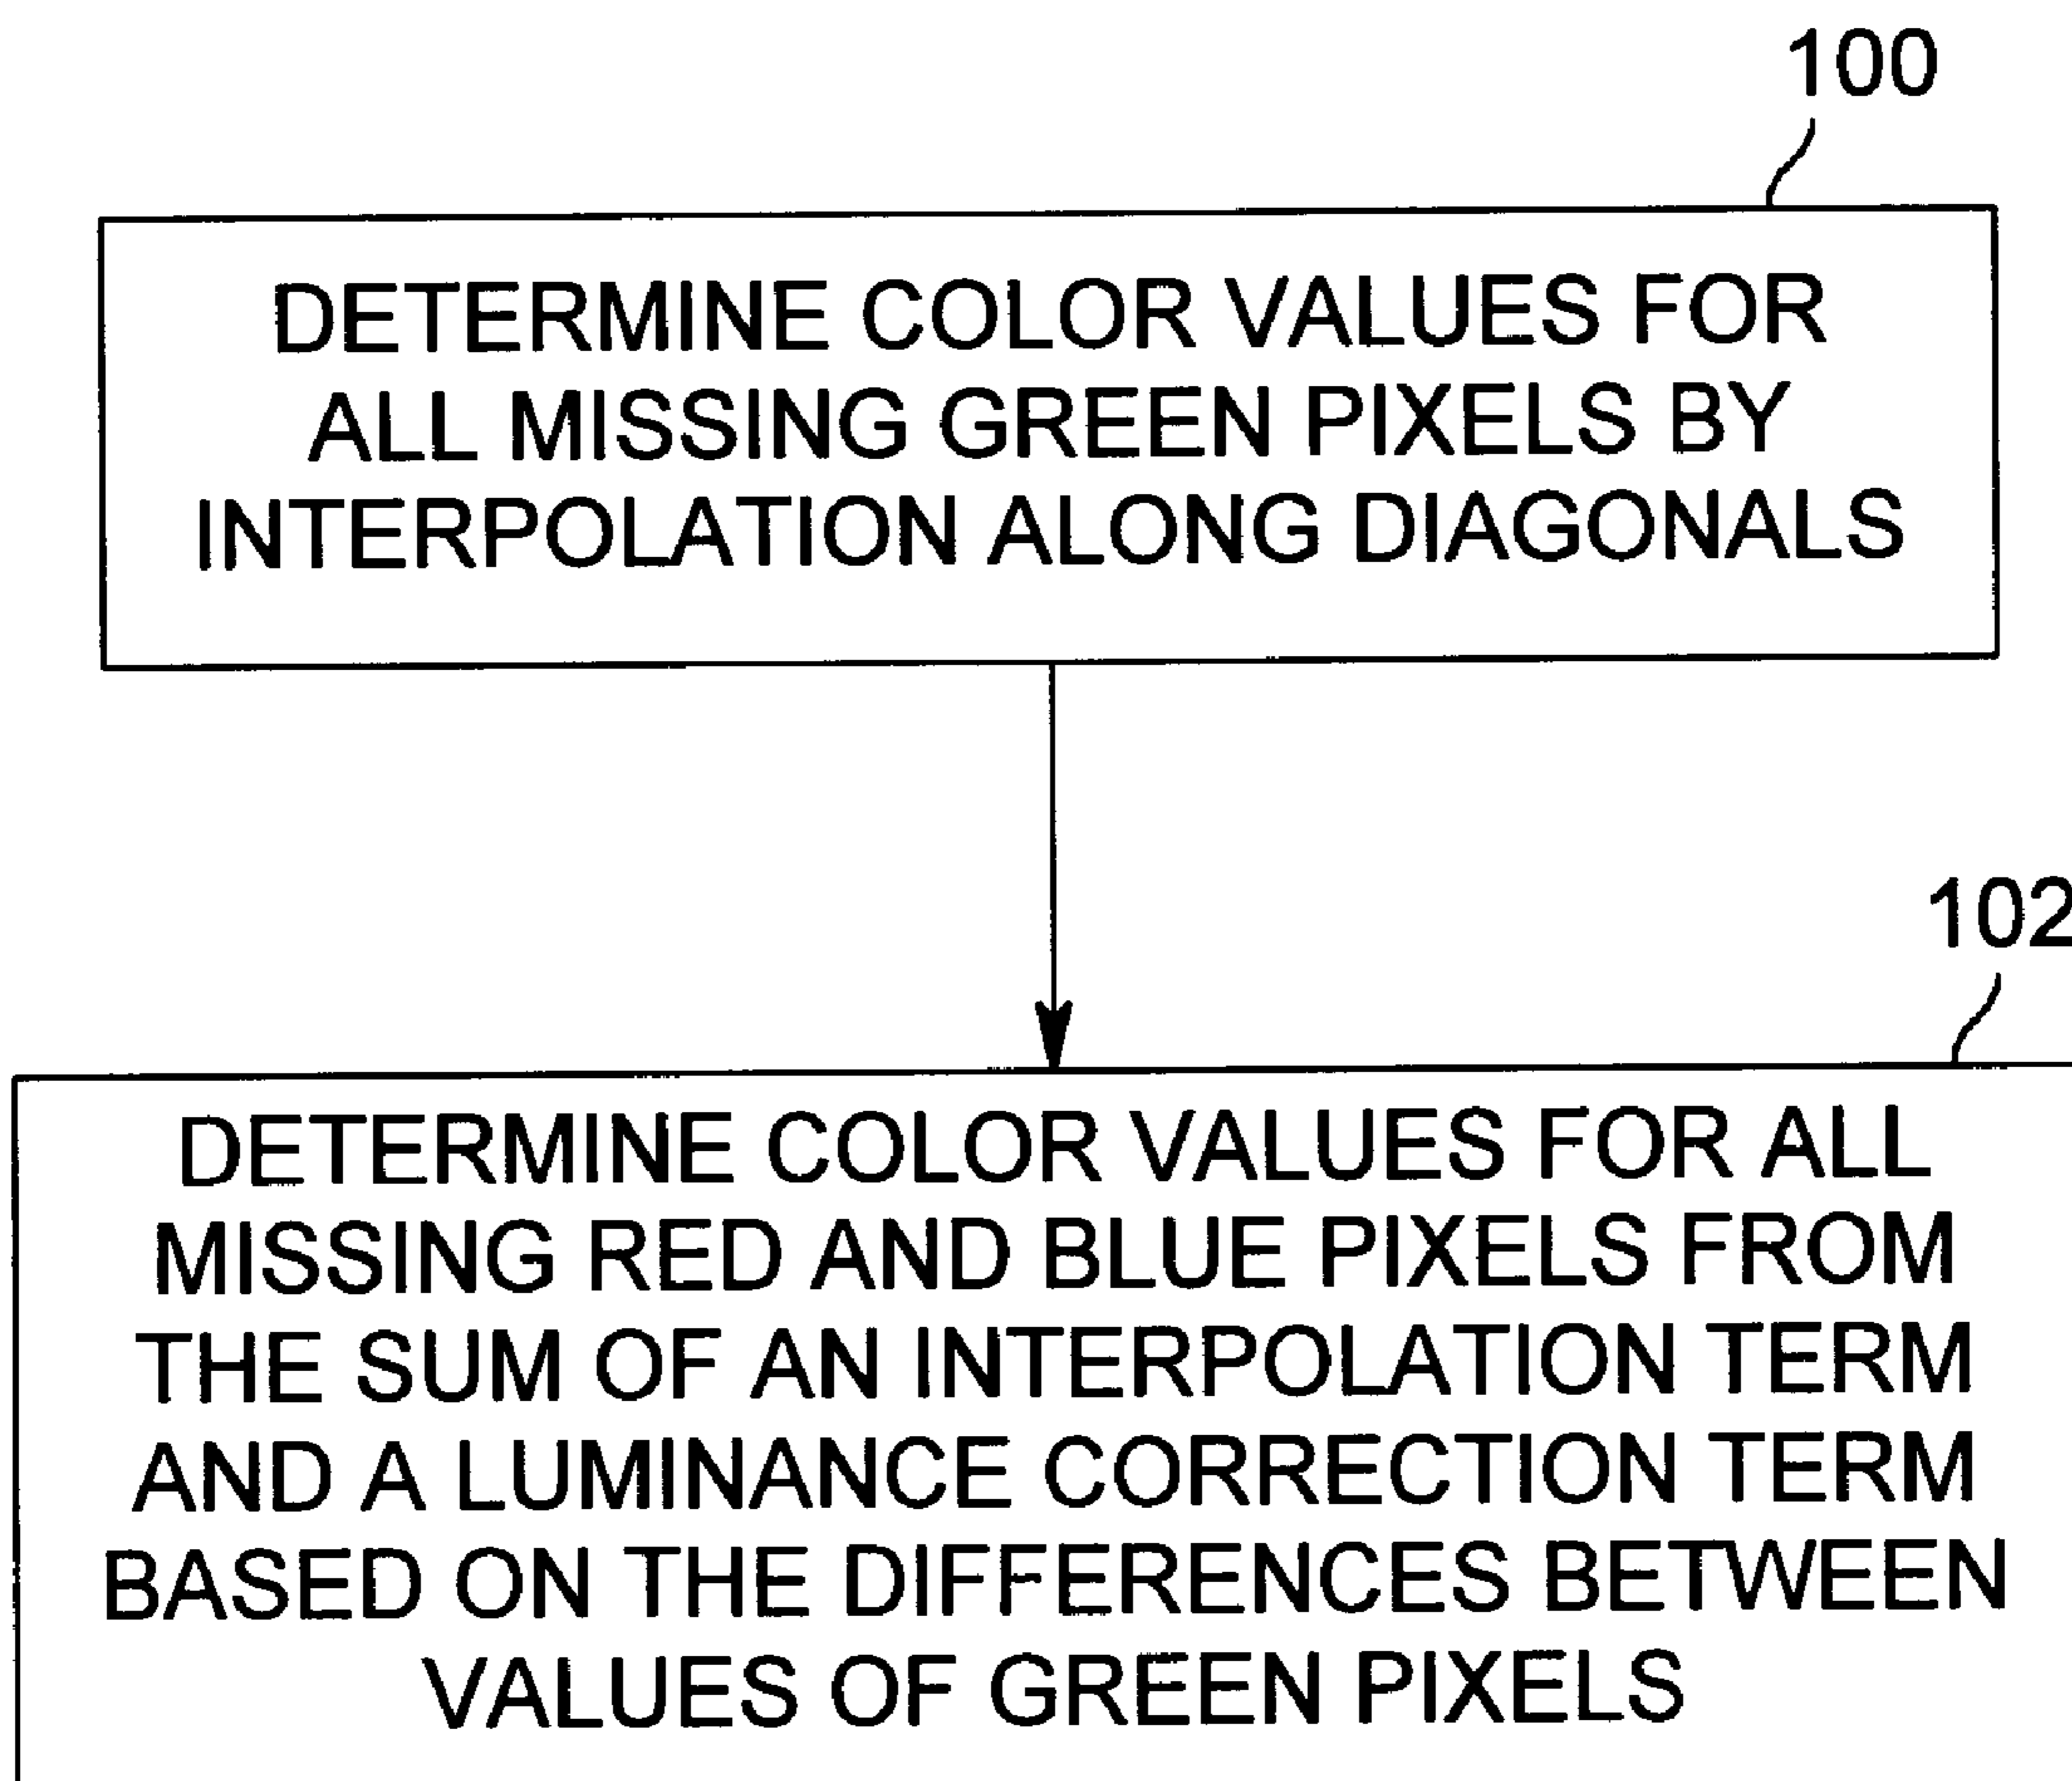 100
DETERMINE COLOR VALUES FOR
ALL MISSING GREEN PIXELS BY
INTERPOLATION ALONG DIAGONALS
102
DETERMINE COLOR VALUES FOR ALL
MISSING RED AND BLUE PIXELS FROM
THE SUM OF AN INTERPOLATION TERM
AND A LUMINANCE CORRECTION TERM
BASED ON THE DIFFERENCES BETWEEN
VALUES OF GREEN PIXELS